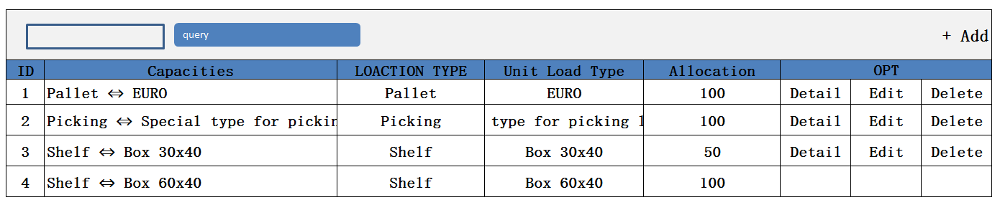 query
+ Add
ID Capacities LOACTION TYPE Unit Load Type Allocation OPT
1 Pallet ⇔ EURO Pallet EURO 100 Detail Edit Delete
2 Picking ⇔ Special type for pickin Picking type for picking l 100 Detail Edit Delete
3 Shelf ⇔ Box 30x40 Shelf Box 30x40 50 Detail Edit Delete
4 Shelf ⇔ Box 60x40 Shelf Box 60x40 100